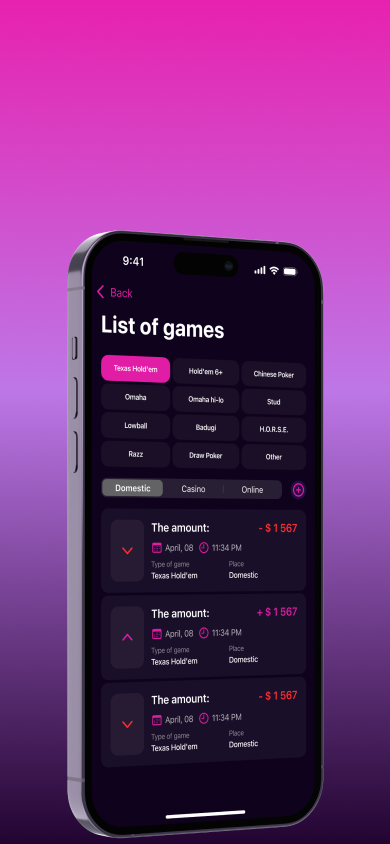 9:41
Back
List of games
Texas Hold'em Hold'em 6+ Chinese Poker
Omaha Omaha hi-lo Stud
Lowball Badugi H.O.R.S.E.
Razz Draw Poker Other
Domestic Casino Online
The amount: - $ 1 567
April, 08 11:34 PM
Type of game Place
Texas Hold'em Domestic
The amount: + $ 1 567
April, 08 11:34 PM
Type of game Place
Texas Hold'em Domestic
The amount: - $ 1 567
April, 08 11:34 PM
Type of game Place
Texas Hold'em Domestic